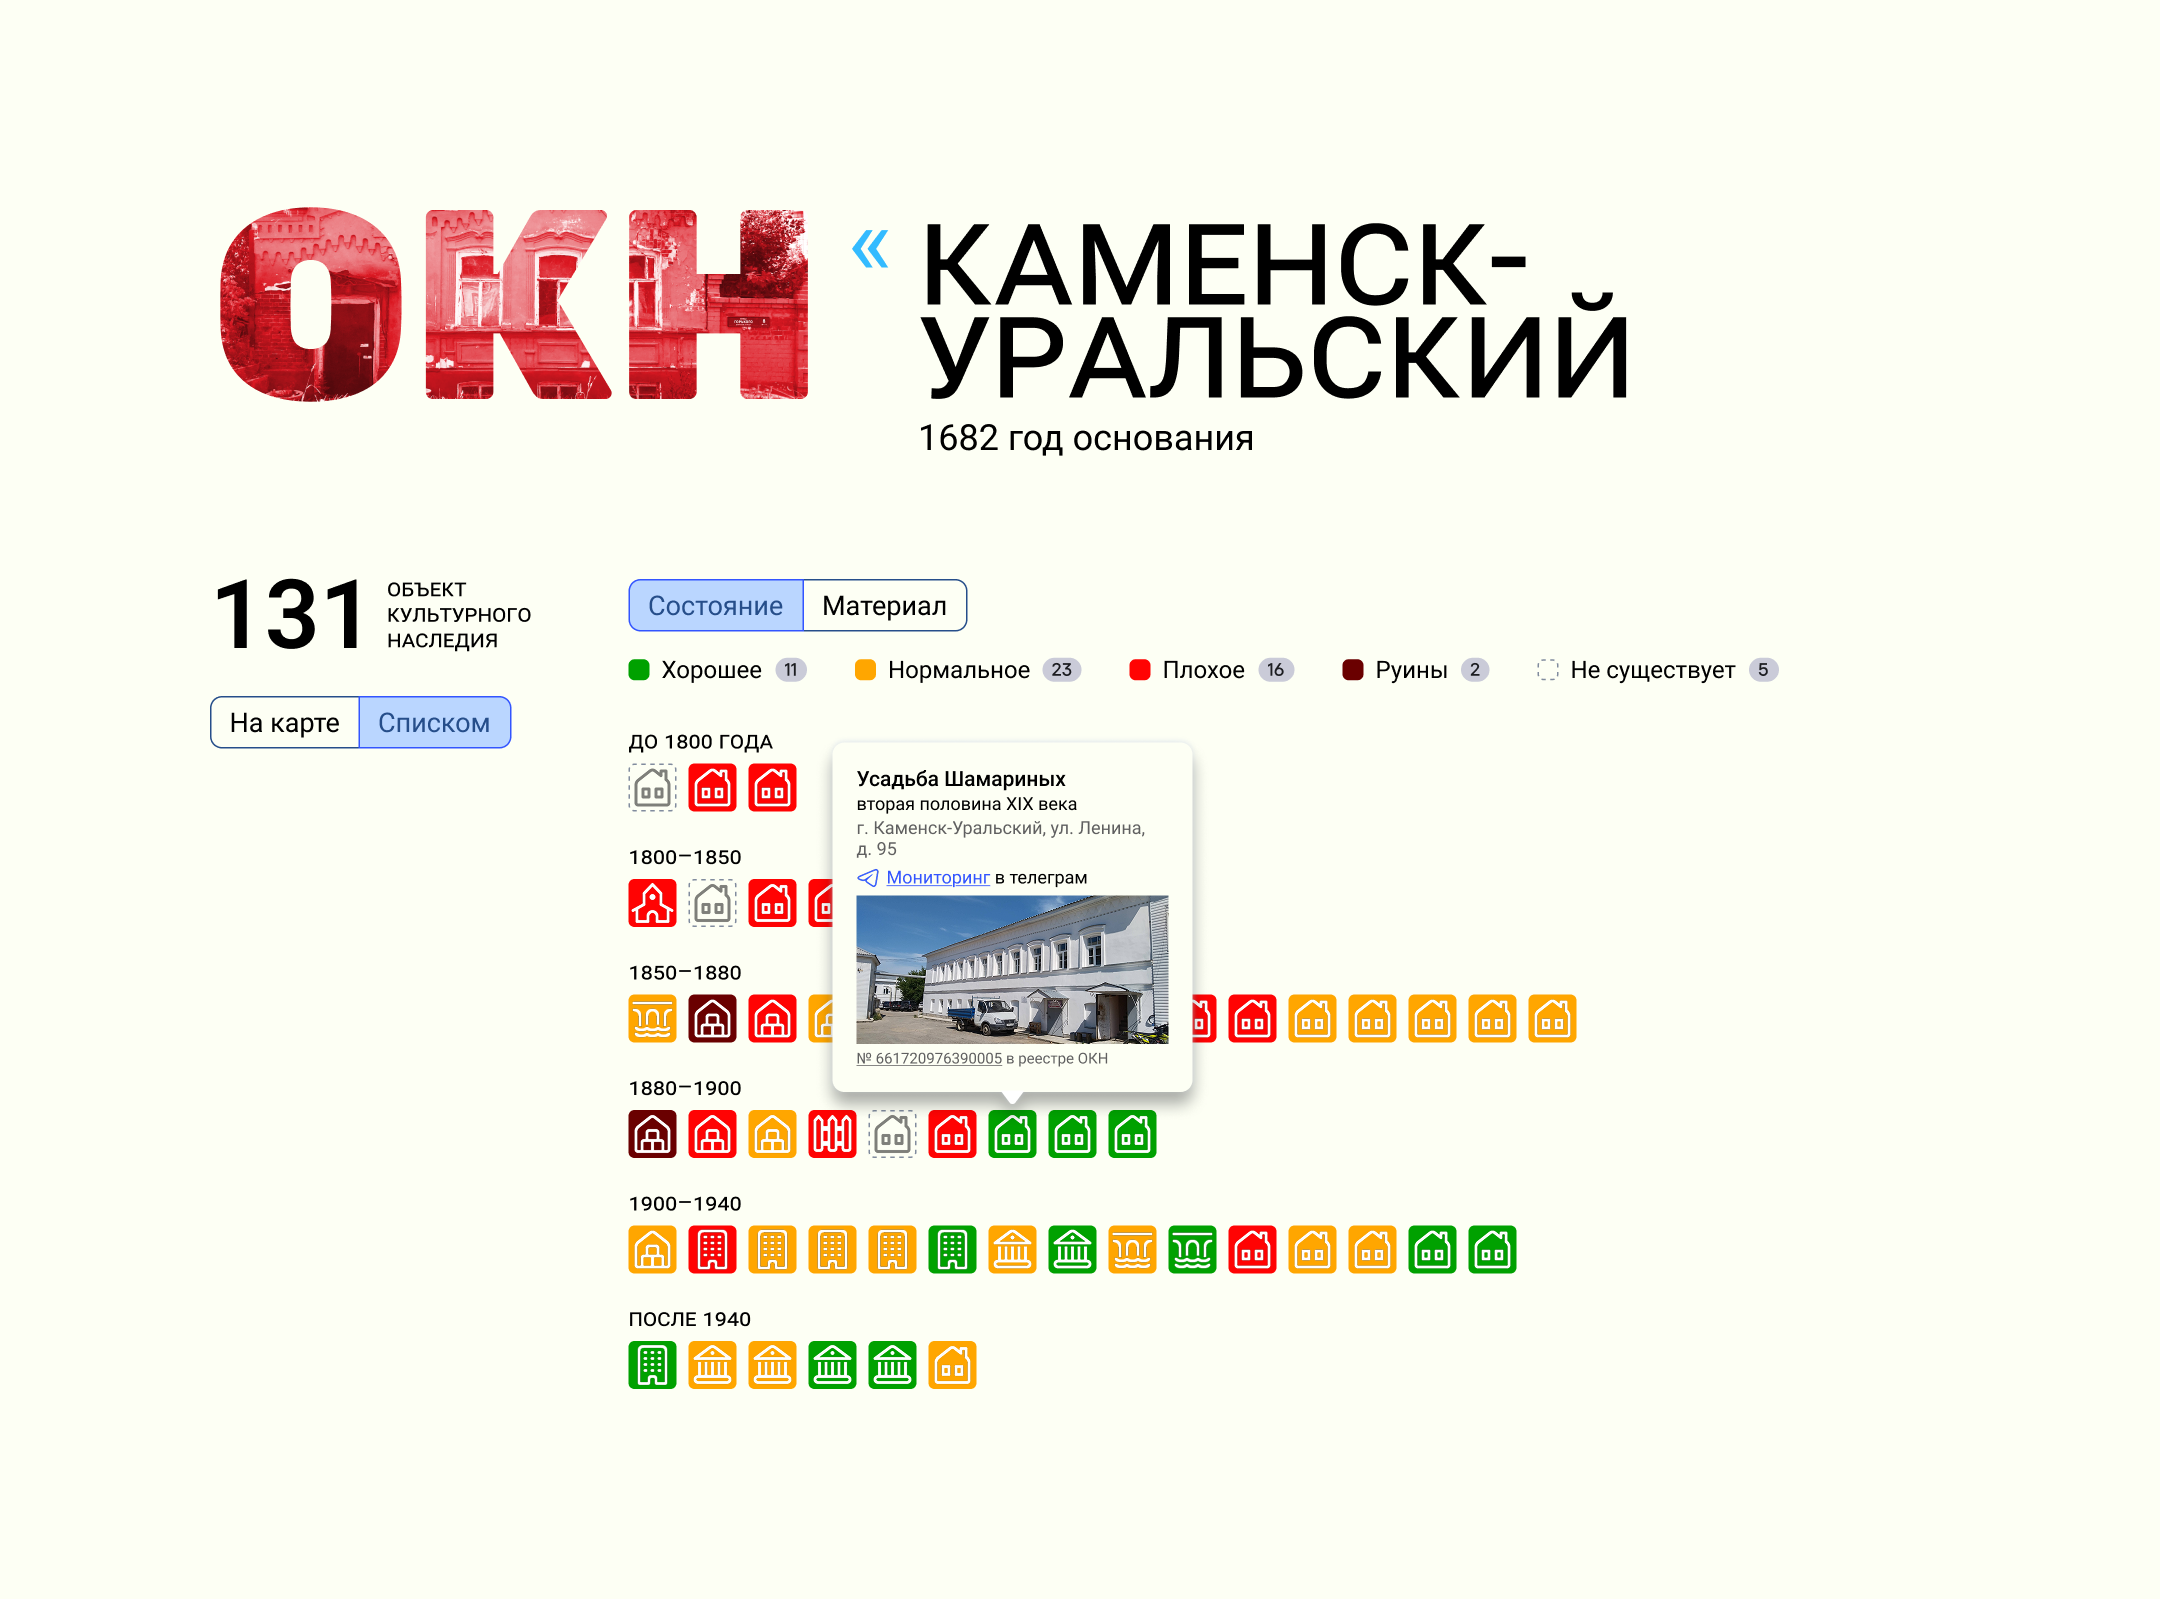 ОКН
«
КАМЕНСК-
УРАЛЬСКИЙ
1682 год основания
131
ОБЪЕКТ
КУЛЬТУРНОГО
НАСЛЕДИЯ
На карте Списком
Состояние Материал
Хорошее 11 Нормальное 23 Плохое 16 Руины 2 Не существует 5
ДО 1800 ГОДА
1800–1850
1850–1880
1880–1900
1900–1940
ПОСЛЕ 1940
Усадьба Шамариных
вторая половина XIX века
г. Каменск-Уральский, ул. Ленина,
д. 95
Мониторинг в телеграм
№ 661720976390005 в реестре ОКН